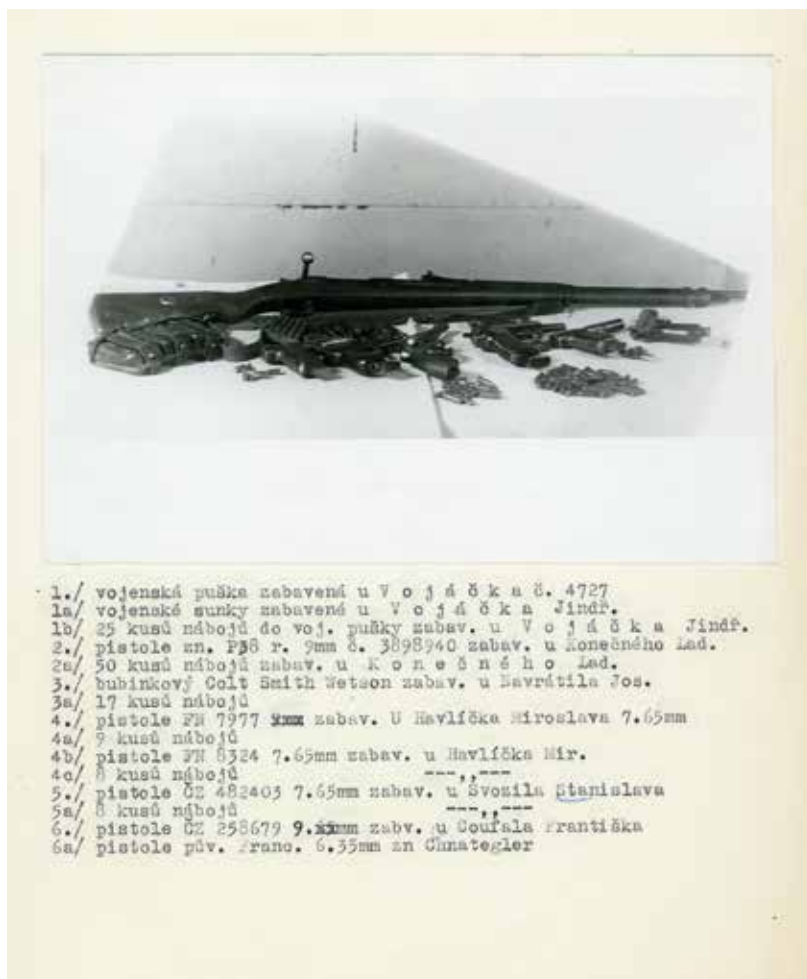 1./ vojenská puška zabavená u V o j á č k a č. 4727
1a/ vojenské sumky zabavené u V o j á č k a Jindř.
1b/ 25 kusů nábojů do voj. pušky zabav. u V o j á č k a Jindř.
2./ pistole zn. P38 r. 9mm č. 3898940 zabav. u Konečného Lad.
2a/ 50 kusů nábojů zabav. u K o n e č n é h o Lad.
3./ bubinkový Colt Smith Wetson zabav. u Navrátila Jos.
3a/ 17 kusů nábojů
4./ pistole FN 7977 zabav. U Havlíčka Miroslava 7.65mm
4a/ 9 kusů nábojů
4b/ pistole FN 8324 7.65mm zabav. u Havlíčka Mir.
4c/ 8 kusů nábojů ---,,---
5./ pistole ČZ 482403 7.65mm zabav. u Svozila Stanislava
5a/ 8 kusů nábojů ---,,---
6./ pistole ČZ 258679 zabv. u Coufala Františka
6a/ pistole pův. Franc. 6.35mm zn Chnategler